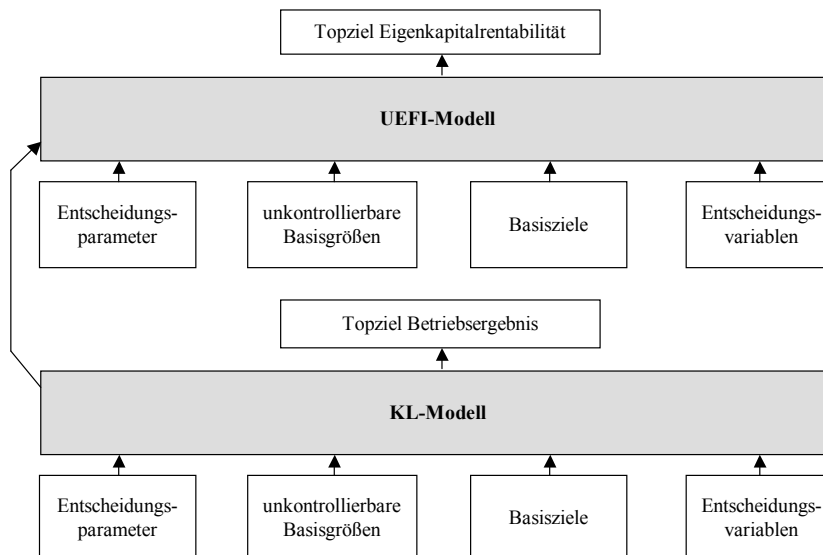 Topziel Eigenkapitalrentabilität
UEFI-Modell
Entscheidungs-
parameter
unkontrollierbare
Basisgrößen
Basisziele
Entscheidungs-
variablen
Topziel Betriebsergebnis
KL-Modell
Entscheidungs-
parameter
unkontrollierbare
Basisgrößen
Basisziele
Entscheidungs-
variablen